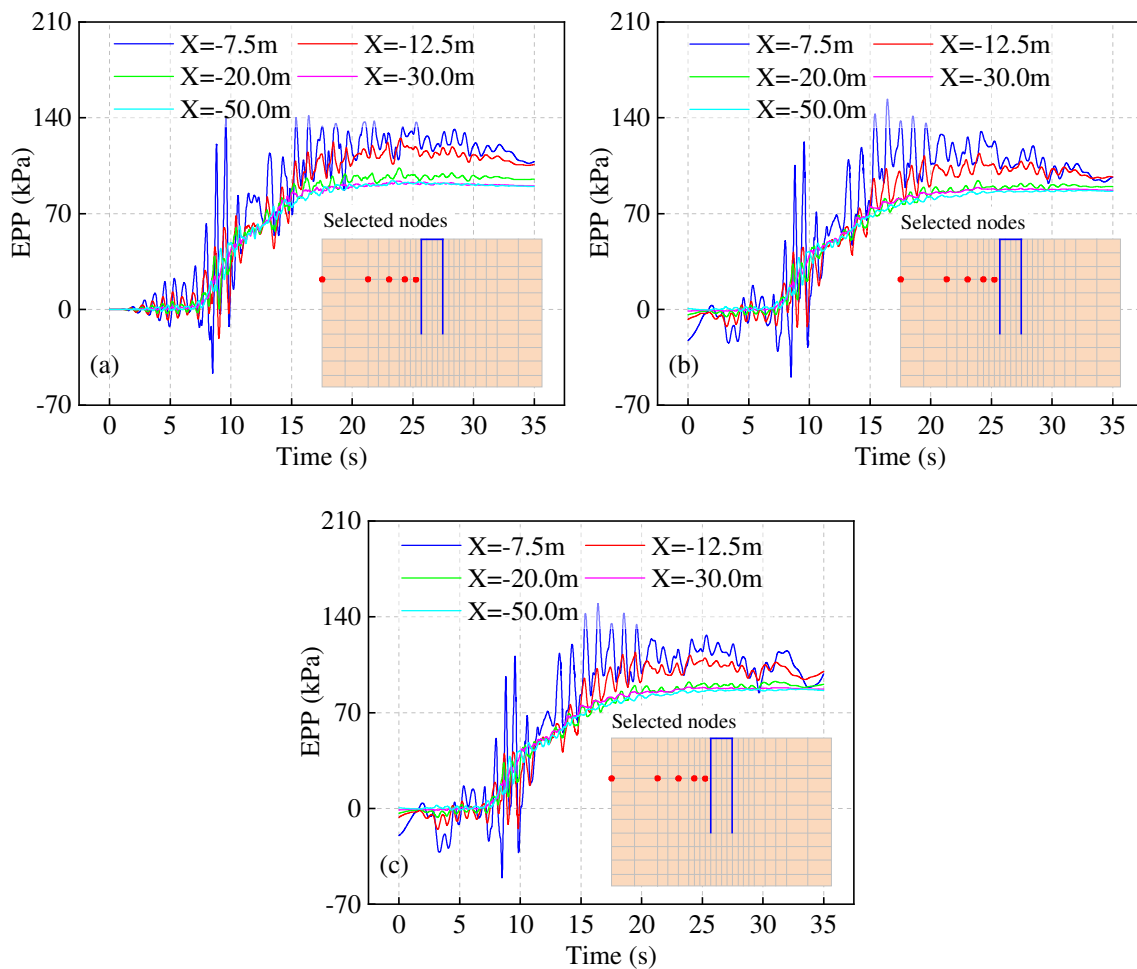 210
140
70
0
-70
EPP (kPa)
X=-7.5m X=-12.5m
X=-20.0m X=-30.0m
X=-50.0m
Selected nodes
(a)
0 5 10 15 20 25 30 35
Time (s)
210
140
70
0
-70
EPP (kPa)
X=-7.5m X=-12.5m
X=-20.0m X=-30.0m
X=-50.0m
Selected nodes
(b)
0 5 10 15 20 25 30 35
Time (s)
210
140
70
0
-70
EPP (kPa)
X=-7.5m X=-12.5m
X=-20.0m X=-30.0m
X=-50.0m
Selected nodes
(c)
0 5 10 15 20 25 30 35
Time (s)